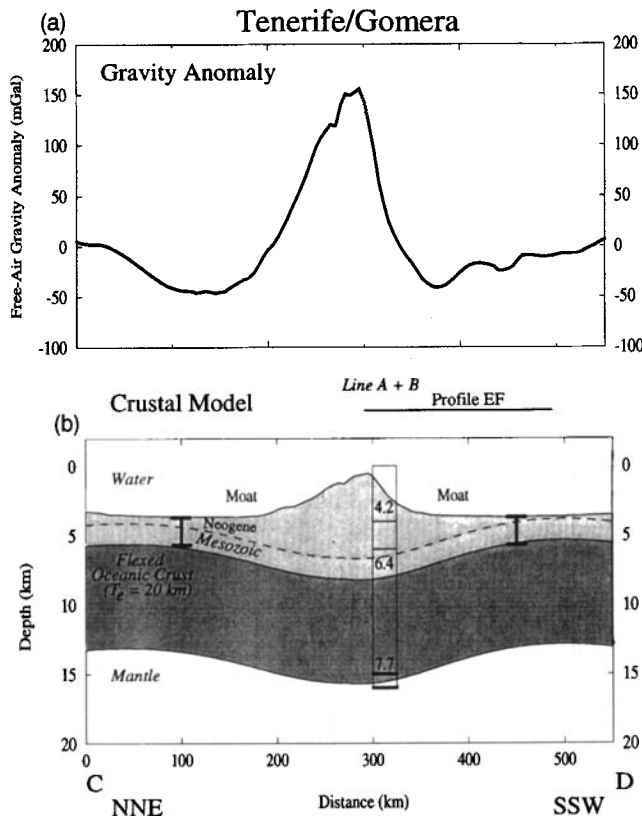 (a)
Tenerife/Gomera
Gravity Anomaly
Free-Air Gravity Anomaly (mGal)
200
150
100
50
0
-50
-100
200
150
100
50
0
-50
-100
Line A + B
Profile EF
(b)
Crustal Model
Water
Moat
Moat
4.2
Neogene
Mesozoic
6.4
Flexed
Oceanic Crust
(Te = 20 km)
7.7
Mantle
Depth (km)
0
5
10
15
20
0
5
10
15
20
0
100
200
300
400
500
C
D
NNE
Distance (km)
SSW